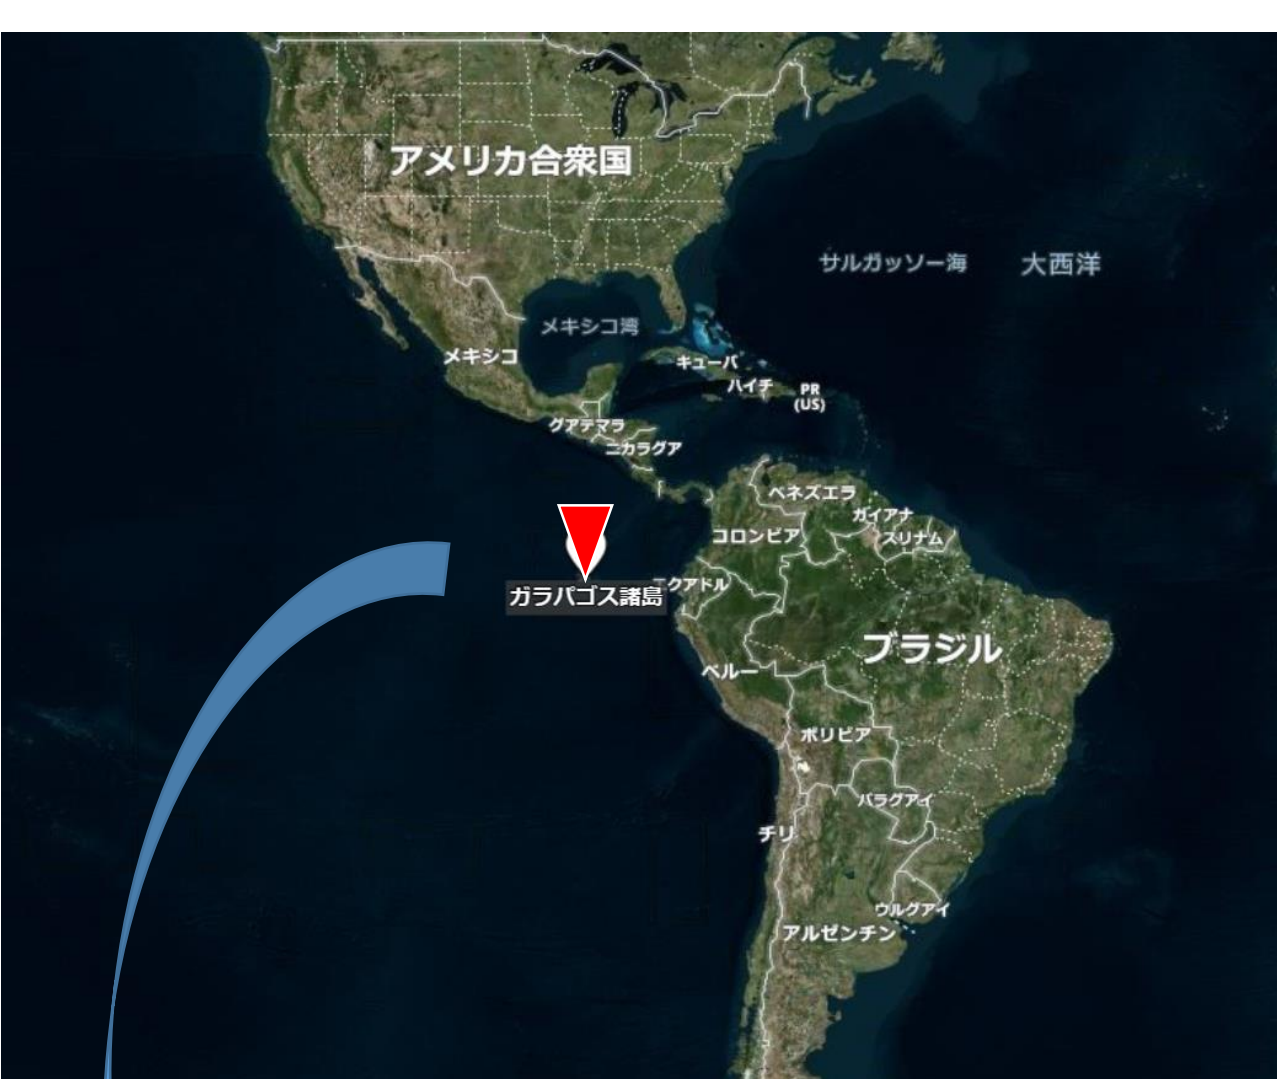 アメリカ合衆国
サルガッソー海
大西洋
メキシコ湾
メキシコ
キューバ
ハイチ
PR
(US)
グアテマラ
ニカラグア
ベネズエラ
ガイアナ
コロンビア
スリナム
エクアドル
ガラパゴス諸島
ブラジル
ペルー
ボリビア
パラグアイ
チリ
ウルグアイ
アルゼンチン